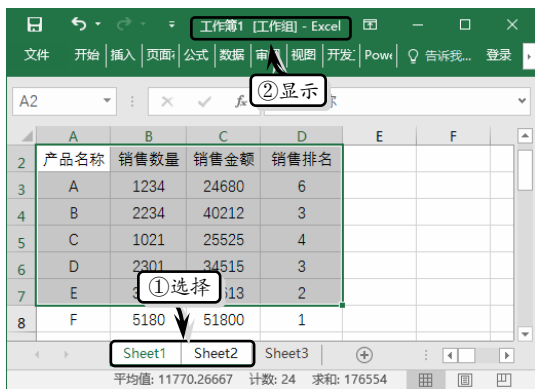 工作簿1 [工作组] - Excel
文件 开始 插入 页面 公式 数据 审 视图 开发 Pow 告诉我... 登录
②显示
A2 fx
A B C D E F
2 产品名称 销售数量 销售金额 销售排名
3 A 1234 24680 6
4 B 2234 40212 3
5 C 1021 25525 4
6 D 2301 34515 3
①选择
7 E 513 2
8 F 5180 51800 1
Sheet1 Sheet2 Sheet3
平均值: 11770.26667 计数: 24 求和: 176554